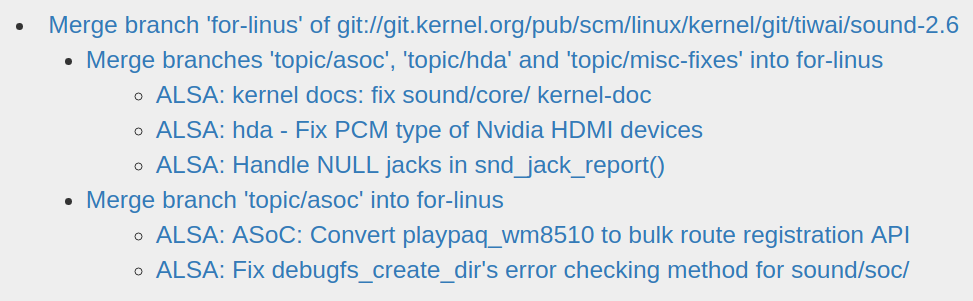 Merge branch 'for-linus' of git://git.kernel.org/pub/scm/linux/kernel/git/tiwai/sound-2.6
Merge branches 'topic/asoc', 'topic/hda' and 'topic/misc-fixes' into for-linus
ALSA: kernel docs: fix sound/core/ kernel-doc
ALSA: hda - Fix PCM type of Nvidia HDMI devices
ALSA: Handle NULL jacks in snd_jack_report()
Merge branch 'topic/asoc' into for-linus
ALSA: ASoC: Convert playpaq_wm8510 to bulk route registration API
ALSA: Fix debugfs_create_dir's error checking method for sound/soc/